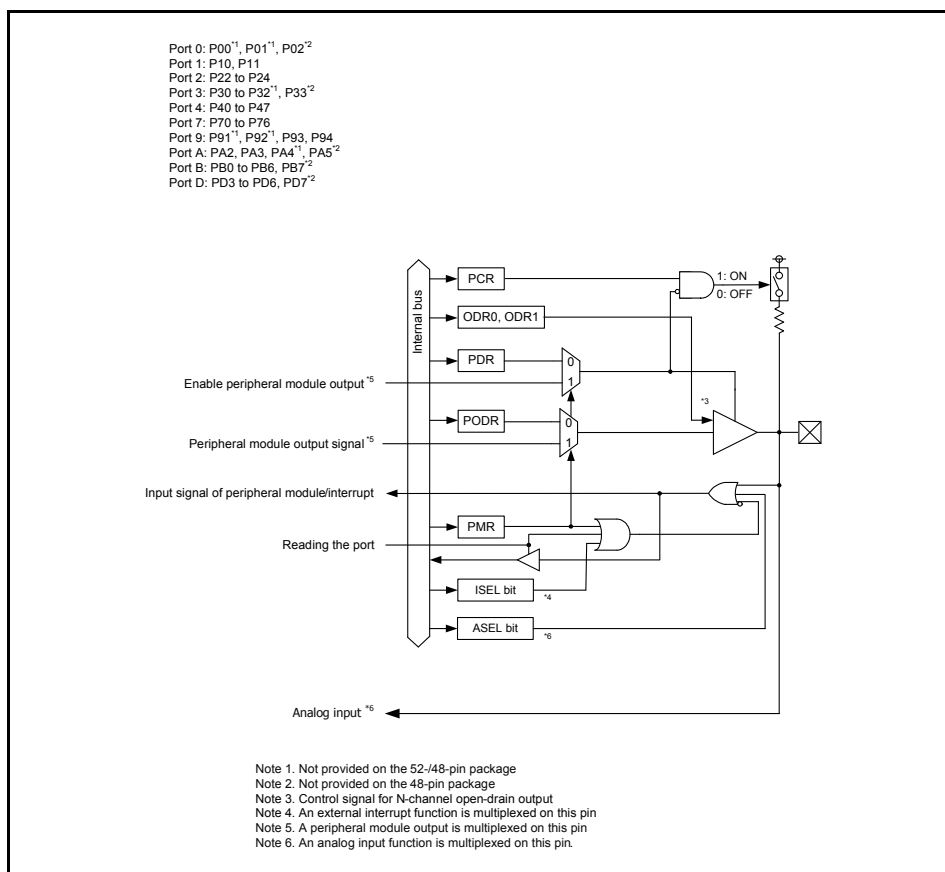 Port 0: P00*1, P01*1, P02*2
Port 1: P10, P11
Port 2: P22 to P24
Port 3: P30 to P32*1, P33*2
Port 4: P40 to P47
Port 7: P70 to P76
Port 9: P91*1, P92*1, P93, P94
Port A: PA2, PA3, PA4*1, PA5*2
Port B: PB0 to PB6, PB7*2
Port D: PD3 to PD6, PD7*2
Internal bus
PCR
1: ON
0: OFF
ODR0, ODR1
PDR
0
1
Enable peripheral module output *5
*3
PODR
0
1
Peripheral module output signal *5
Input signal of peripheral module/interrupt
PMR
Reading the port
ISEL bit
*4
ASEL bit
*6
Analog input *6
Note 1. Not provided on the 52-/48-pin package
Note 2. Not provided on the 48-pin package
Note 3. Control signal for N-channel open-drain output
Note 4. An external interrupt function is multiplexed on this pin
Note 5. A peripheral module output is multiplexed on this pin
Note 6. An analog input function is multiplexed on this pin.